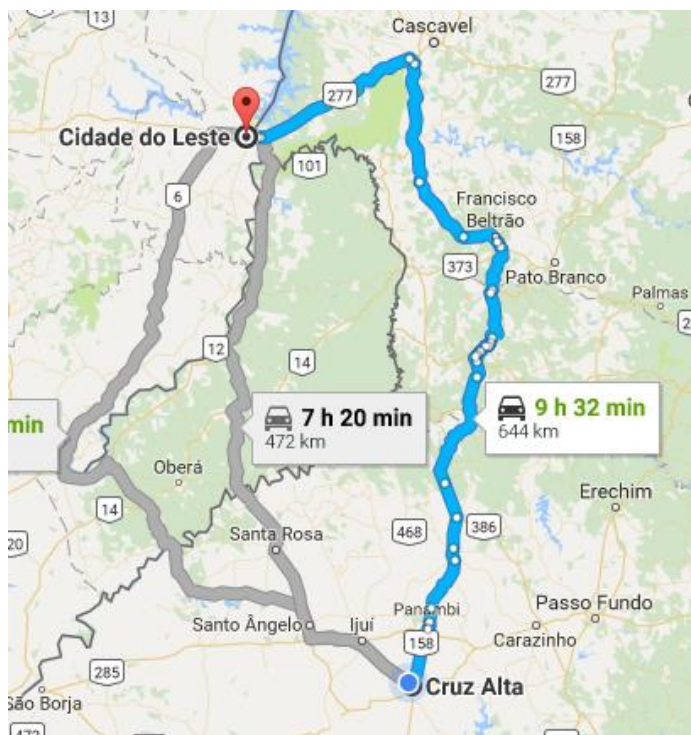 13
Cascavel
277
277
Cidade do Leste
158
101
6
Francisco
Beltrão
373
Pato Branco
Palmas
12
14
7 h 20 min
472 km
9 h 32 min
644 km
min
Oberá
14
Erechim
468
386
Santa Rosa
Panambi
Passo Fundo
Santo Ângelo
Ijuí
158
Carazinho
285
Cruz Alta
São Borja